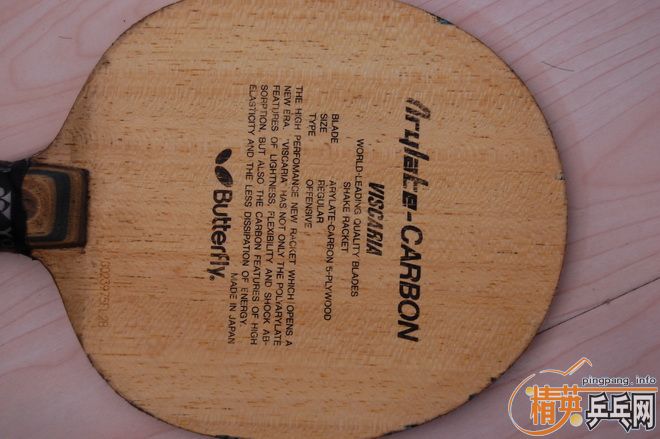 Arylate-CARBON
VISCARIA
WORLD-LEADING QUALITY BLADES
SHAKE RACKET
BLADE ARYLATE-CARBON 5-PLYWOOD
SIZE REGULAR
TYPE OFFENSIVE
THE HIGH PERFOMANCE NEW RACKET WHICH OPENS A
NEW ERA. "VISCARIA" HAS NOT ONLY THE POLYARYLATE
FEATURES OF LIGHTNESS, FLEXIBILITY AND SHOCK AB-
SORPTION, BUT ALSO THE CARBON FEATURES OF HIGH
ELASTICITY AND THE LESS DISSIPATION OF ENERGY.
Butterfly® MADE IN JAPAN
pingpang.info
精英乒乓网